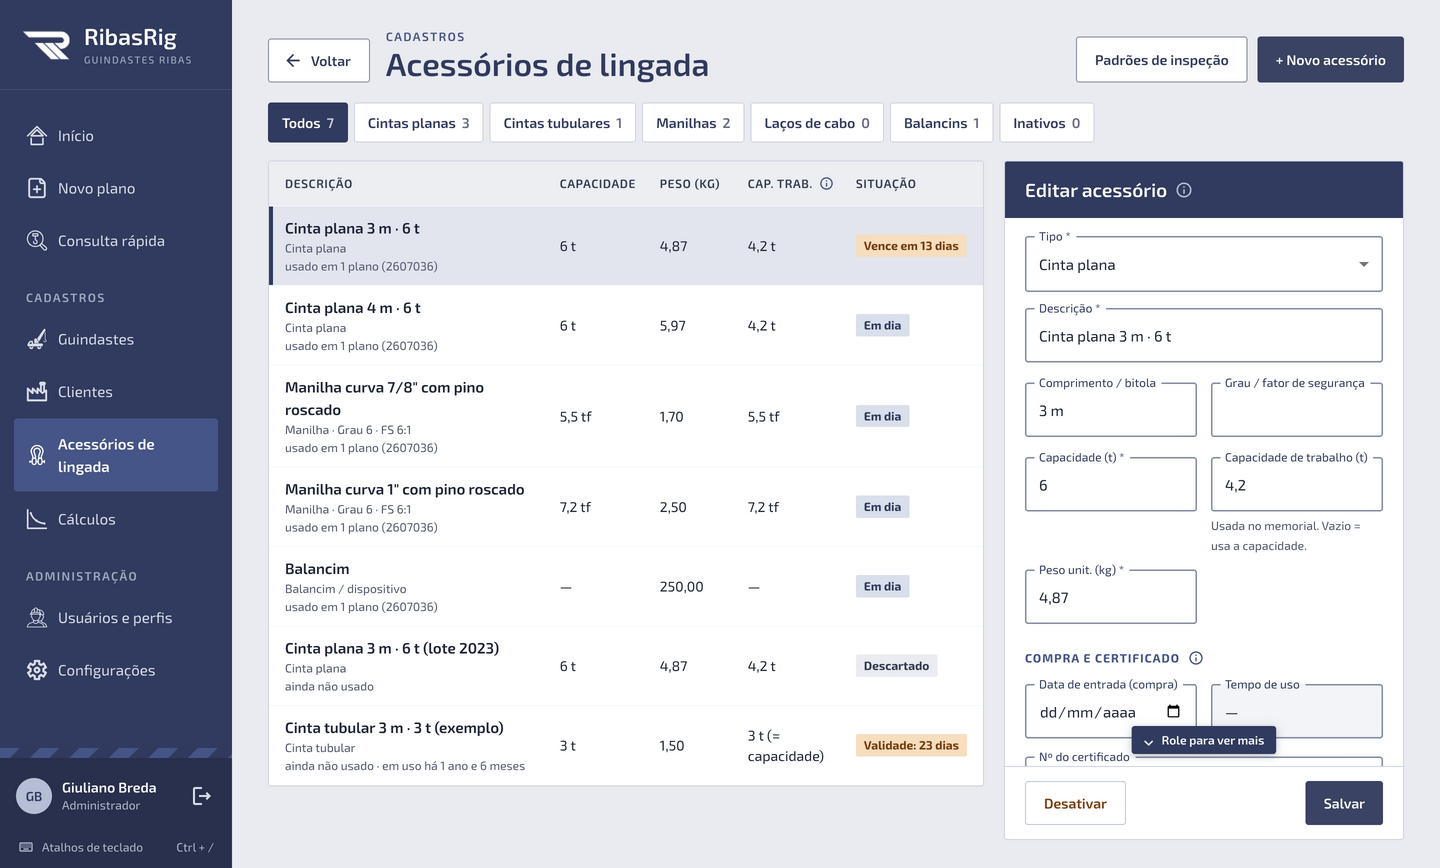 RibasRig
GUINDASTES RIBAS
Início
Novo plano
Consulta rápida
CADASTROS
Guindastes
Clientes
Acessórios de
lingada
Cálculos
ADMINISTRAÇÃO
Usuários e perfis
Configurações
GB
Giuliano Breda
Administrador
Atalhos de teclado Ctrl + /
Voltar
CADASTROS
Acessórios de lingada
Padrões de inspeção
+ Novo acessório
Todos 7
Cintas planas 3
Cintas tubulares 1
Manilhas 2
Laços de cabo 0
Balancins 1
Inativos 0
DESCRIÇÃO CAPACIDADE PESO (KG) CAP. TRAB. SITUAÇÃO
Cinta plana 3 m · 6 t
Cinta plana
usado em 1 plano (2607036)
6 t 4,87 4,2 t Vence em 13 dias
Cinta plana 4 m · 6 t
Cinta plana
usado em 1 plano (2607036)
6 t 5,97 4,2 t Em dia
Manilha curva 7/8" com pino
roscado
Manilha · Grau 6 · FS 6:1
usado em 1 plano (2607036)
5,5 tf 1,70 5,5 tf Em dia
Manilha curva 1" com pino roscado
Manilha · Grau 6 · FS 6:1
usado em 1 plano (2607036)
7,2 tf 2,50 7,2 tf Em dia
Balancim
Balancim / dispositivo
usado em 1 plano (2607036)
— 250,00 — Em dia
Cinta plana 3 m · 6 t (lote 2023)
Cinta plana
ainda não usado
6 t 4,87 4,2 t Descartado
Cinta tubular 3 m · 3 t (exemplo)
Cinta tubular
ainda não usado · em uso há 1 ano e 6 meses
3 t 1,50 3 t (=
capacidade)
Validade: 23 dias
Editar acessório
Tipo *
Cinta plana
Descrição *
Cinta plana 3 m · 6 t
Comprimento / bitola
3 m
Grau / fator de segurança
Capacidade (t) *
6
Capacidade de trabalho (t)
4,2
Usada no memorial. Vazio =
usa a capacidade.
Peso unit. (kg) *
4,87
COMPRA E CERTIFICADO
Data de entrada (compra)
dd/mm/aaaa
Tempo de uso
—
Role para ver mais
Nº do certificado
Desativar
Salvar